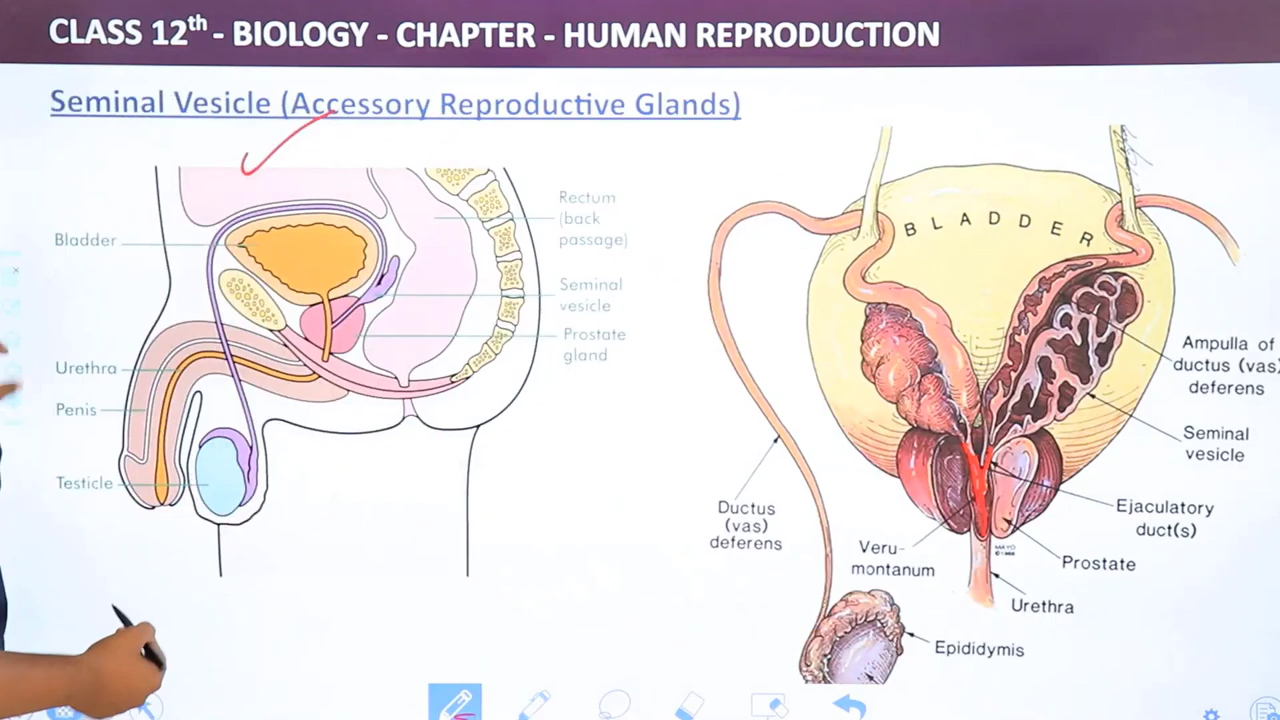 CLASS 12th - BIOLOGY - CHAPTER - HUMAN REPRODUCTION
Seminal Vesicle (Accessory Reproductive Glands)
Bladder
Urethra
Penis
Testicle
Rectum
(back
passage)
Seminal
vesicle
Prostate
gland
BLADDER
Ductus
(vas)
deferens
Ampulla of
ductus (vas)
deferens
Seminal
vesicle
Ejaculatory
duct(s)
Prostate
Urethra
Veru-
montanum
MAYO
Epididymis